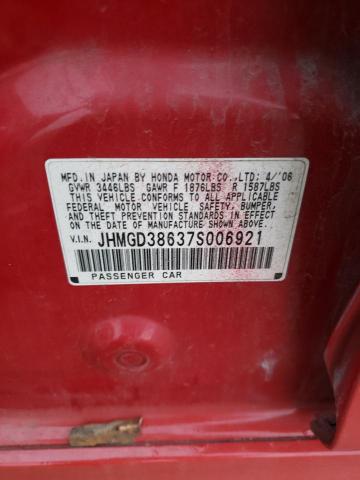 MFD.IN JAPAN BY HONDA MOTOR CO.,LTD; 4/'06
GVWR 3446LBS GAWR F 1876LBS R 1587LBS
THIS VEHICLE CONFORMS TO ALL APPLICABLE
FEDERAL MOTOR VEHICLE SAFETY, BUMPER,
AND THEFT PREVENTION STANDARDS IN EFFECT
ON THE DATE OF MANUFACTURE SHOWN ABOVE.
V.I.N. JHMGD38637S006921
PASSENGER CAR